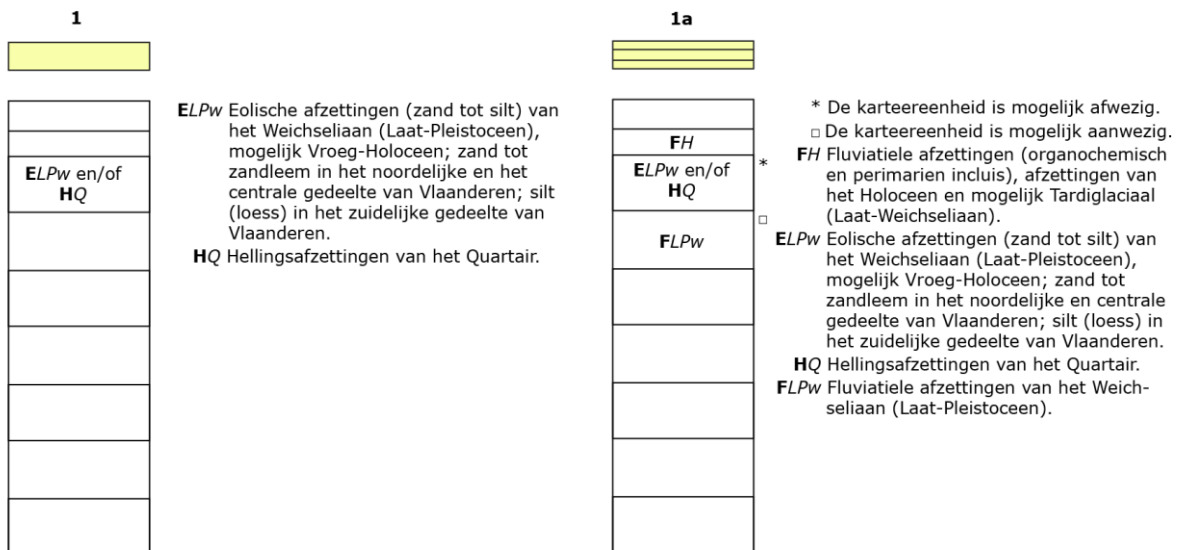 1
ELPw en/of
HQ
ELPw Eolische afzettingen (zand tot silt) van
het Weichseliaan (Laat-Pleistoceen),
mogelijk Vroeg-Holoceen; zand tot
zandleem in het noordelijke en het
centrale gedeelte van Vlaanderen; silt
(loess) in het zuidelijke gedeelte van
Vlaanderen.
HQ Hellingsafzettingen van het Quartair.
1a
FH
ELPw en/of
HQ
*
□
FLPw
* De karteereenheid is mogelijk afwezig.
□ De karteereenheid is mogelijk aanwezig.
FH Fluviatiele afzettingen (organochemisch
en perimarien incluis), afzettingen van
het Holoceen en mogelijk Tardiglaciaal
(Laat-Weichseliaan).
ELPw Eolische afzettingen (zand tot silt) van
het Weichseliaan (Laat-Pleistoceen),
mogelijk Vroeg-Holoceen; zand tot
zandleem in het noordelijke en centrale
gedeelte van Vlaanderen; silt (loess) in
het zuidelijke gedeelte van Vlaanderen.
HQ Hellingsafzettingen van het Quartair.
FLPw Fluviatiele afzettingen van het Weich-
seliaan (Laat-Pleistoceen).